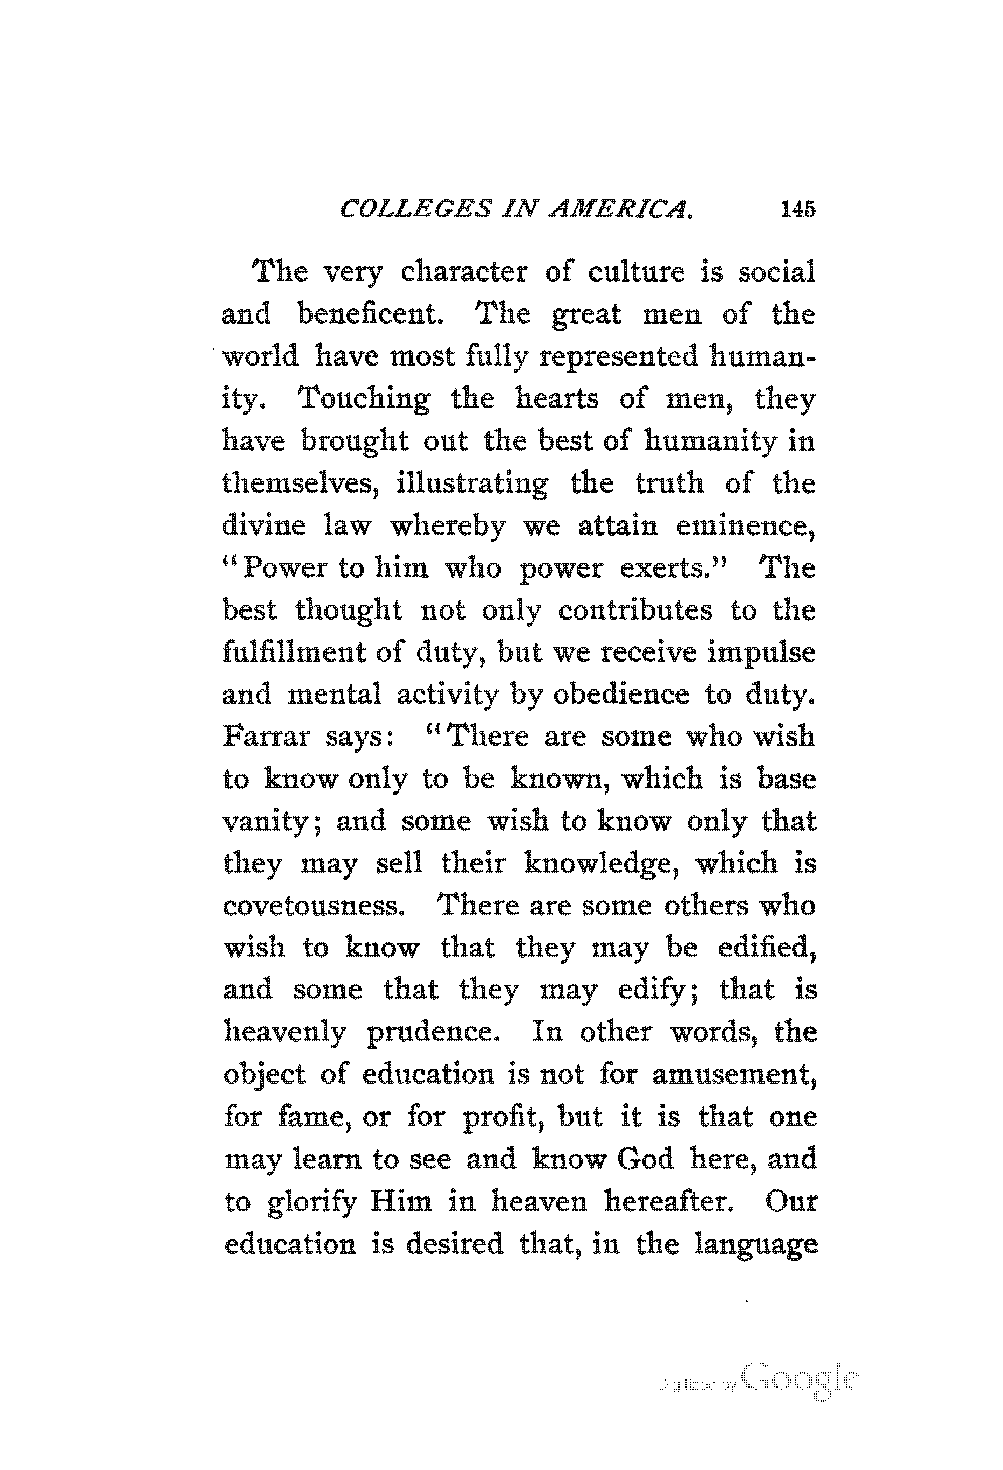 COLLEGES IN AMERICA. 145
The very character of culture is social
and beneficent. The great men of the
world have most fully represented human-
ity. Touching the hearts of men, they
have brought out the best of humanity in
themselves, illustrating the truth of the
divine law whereby we attain eminence,
"Power to him who power exerts." The
best thought not only contributes to the
fulfillment of duty, but we receive impulse
and mental activity by obedience to duty.
Farrar says: "There are some who wish
to know only to be known, which is base
vanity; and some wish to know only that
they may sell their knowledge, which is
covetousness. There are some others who
wish to know that they may be edified,
and some that they may edify; that is
heavenly prudence. In other words, the
object of education is not for amusement,
for fame, or for profit, but it is that one
may learn to see and know God here, and
to glorify Him in heaven hereafter. Our
education is desired that, in the language
Digitized by Google